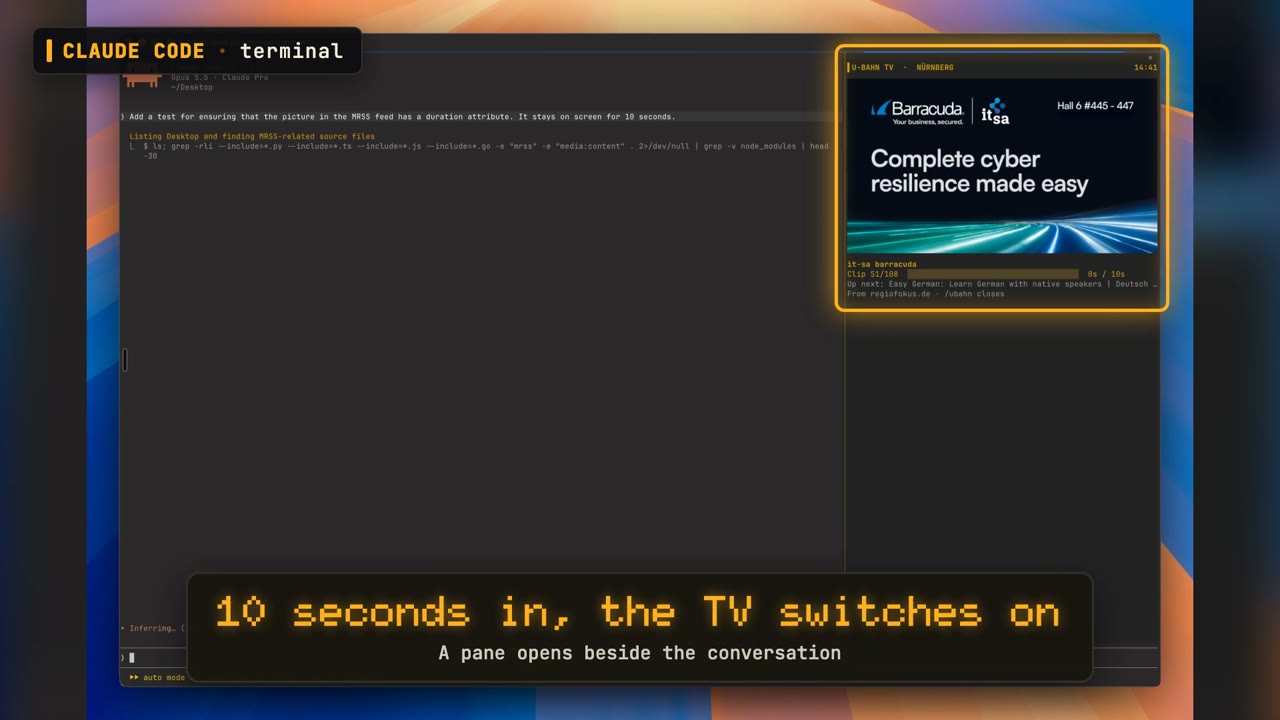 CLAUDE CODE · terminal
Opus 5.5 · Claude Pro
~/Desktop
❯ Add a test for ensuring that the picture in the MRSS feed has a duration attribute. It stays on screen for 10 seconds.
Listing Desktop and finding MRSS-related source files
$ ls; grep -rli --include=*.py --include=*.ts --include=*.js --include=*.go -e "mrss" -e "media:content" . 2>/dev/null | grep -v node_modules | head
-30
U-BAHN TV · NÜRNBERG 14:41
Barracuda. Your business, secured.
it-sa
Hall 6 #445 - 447
Complete cyber
resilience made easy
it-sa barracuda
Clip 51/108 0s / 10s
Up next: Easy German: Learn German with native speakers | Deutsch …
From regiofokus.de · /ubahn closes
10 seconds in, the TV switches on
A pane opens beside the conversation
Inferring… (
❯
▸▸ auto mode